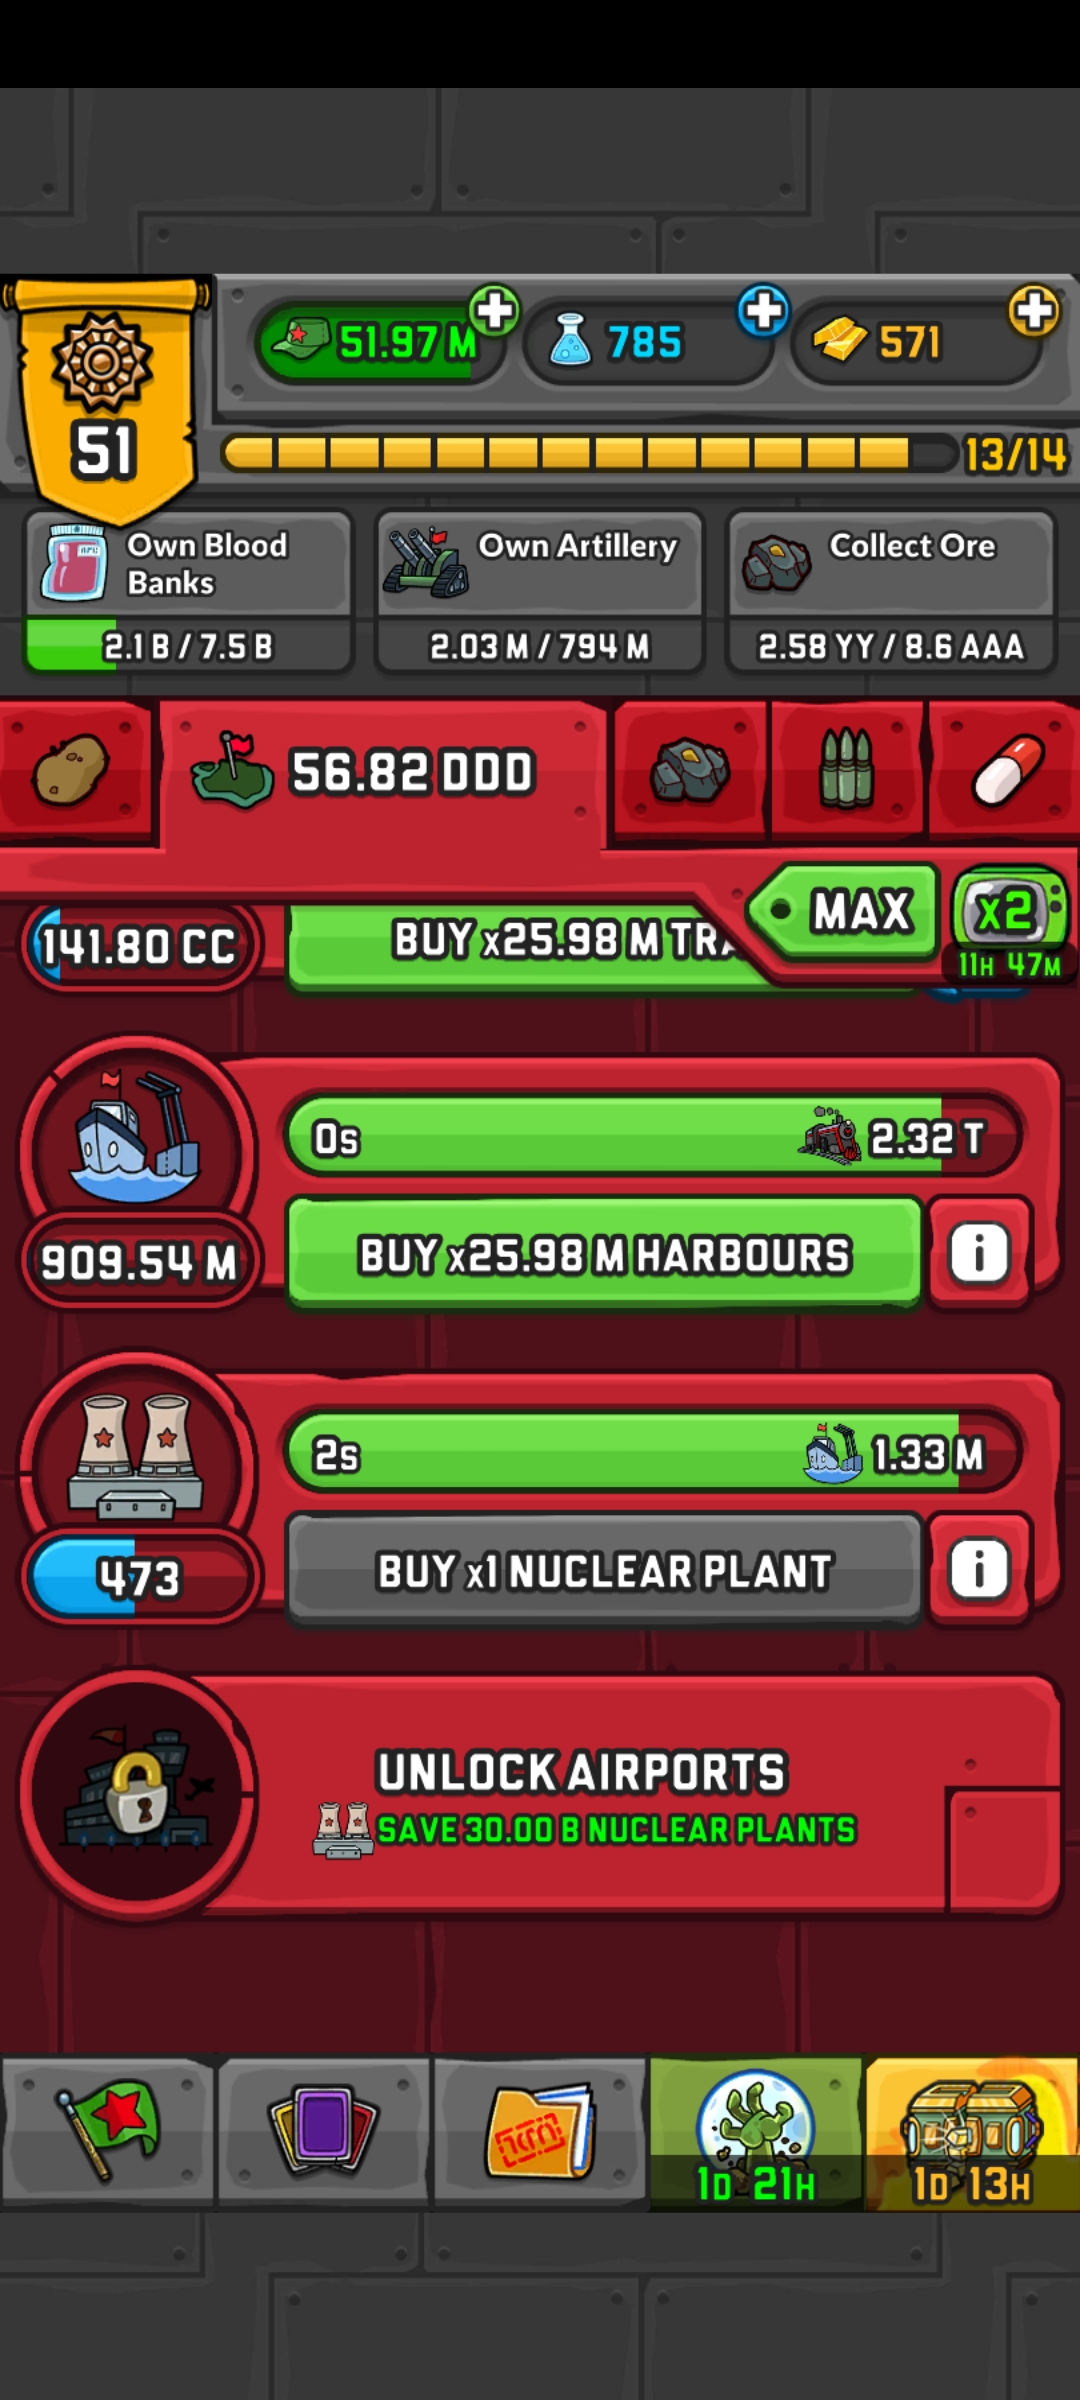 51.97 M
785
571
51
13/14
Own Blood
Banks
2.1 B / 7.5 B
Own Artillery
2.03 M / 794 M
Collect Ore
2.58 YY / 8.6 AAA
56.82 DDD
MAX
x2
11H 47M
141.80 CC
BUY x25.98 M
0s
2.32 T
909.54 M
BUY x25.98 M HARBOURS
i
2s
1.33 M
473
BUY x1 NUCLEAR PLANT
i
UNLOCK AIRPORTS
SAVE 30.00 B NUCLEAR PLANTS
1D 21H
1D 13H